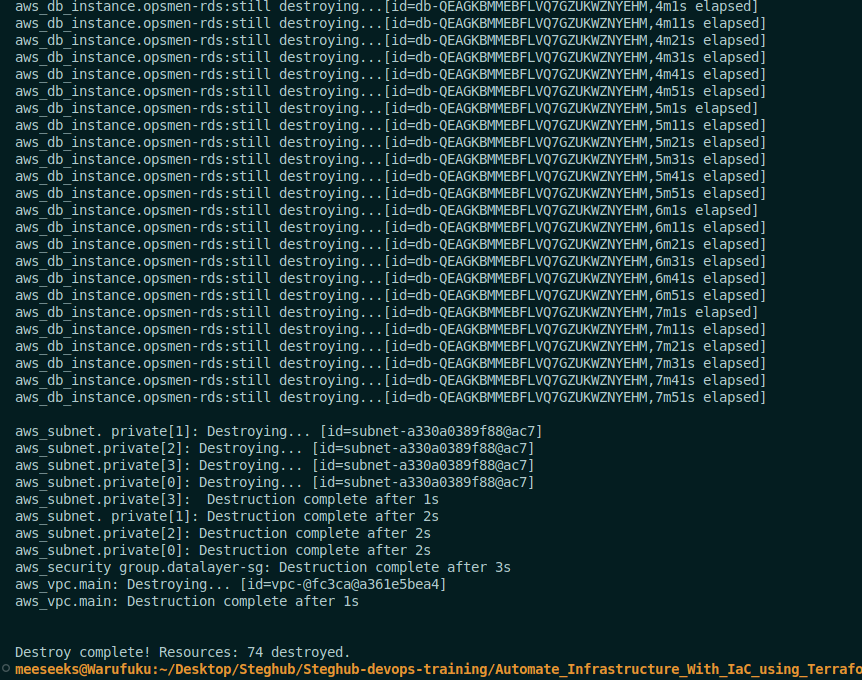 aws_db_instance.opsmen-rds:still destroying...[id=db-QEAGKBMMEBFLVQ7GZUKWZNYEHM,4m1s elapsed]
aws_db_instance.opsmen-rds:still destroying...[id=db-QEAGKBMMEBFLVQ7GZUKWZNYEHM,4m11s elapsed]
aws_db_instance.opsmen-rds:still destroying...[id=db-QEAGKBMMEBFLVQ7GZUKWZNYEHM,4m21s elapsed]
aws_db_instance.opsmen-rds:still destroying...[id=db-QEAGKBMMEBFLVQ7GZUKWZNYEHM,4m31s elapsed]
aws_db_instance.opsmen-rds:still destroying...[id=db-QEAGKBMMEBFLVQ7GZUKWZNYEHM,4m41s elapsed]
aws_db_instance.opsmen-rds:still destroying...[id=db-QEAGKBMMEBFLVQ7GZUKWZNYEHM,4m51s elapsed]
aws_db_instance.opsmen-rds:still destroying...[id=db-QEAGKBMMEBFLVQ7GZUKWZNYEHM,5m1s elapsed]
aws_db_instance.opsmen-rds:still destroying...[id=db-QEAGKBMMEBFLVQ7GZUKWZNYEHM,5m11s elapsed]
aws_db_instance.opsmen-rds:still destroying...[id=db-QEAGKBMMEBFLVQ7GZUKWZNYEHM,5m21s elapsed]
aws_db_instance.opsmen-rds:still destroying...[id=db-QEAGKBMMEBFLVQ7GZUKWZNYEHM,5m31s elapsed]
aws_db_instance.opsmen-rds:still destroying...[id=db-QEAGKBMMEBFLVQ7GZUKWZNYEHM,5m41s elapsed]
aws_db_instance.opsmen-rds:still destroying...[id=db-QEAGKBMMEBFLVQ7GZUKWZNYEHM,5m51s elapsed]
aws_db_instance.opsmen-rds:still destroying...[id=db-QEAGKBMMEBFLVQ7GZUKWZNYEHM,6m1s elapsed]
aws_db_instance.opsmen-rds:still destroying...[id=db-QEAGKBMMEBFLVQ7GZUKWZNYEHM,6m11s elapsed]
aws_db_instance.opsmen-rds:still destroying...[id=db-QEAGKBMMEBFLVQ7GZUKWZNYEHM,6m21s elapsed]
aws_db_instance.opsmen-rds:still destroying...[id=db-QEAGKBMMEBFLVQ7GZUKWZNYEHM,6m31s elapsed]
aws_db_instance.opsmen-rds:still destroying...[id=db-QEAGKBMMEBFLVQ7GZUKWZNYEHM,6m41s elapsed]
aws_db_instance.opsmen-rds:still destroying...[id=db-QEAGKBMMEBFLVQ7GZUKWZNYEHM,6m51s elapsed]
aws_db_instance.opsmen-rds:still destroying...[id=db-QEAGKBMMEBFLVQ7GZUKWZNYEHM,7m1s elapsed]
aws_db_instance.opsmen-rds:still destroying...[id=db-QEAGKBMMEBFLVQ7GZUKWZNYEHM,7m11s elapsed]
aws_db_instance.opsmen-rds:still destroying...[id=db-QEAGKBMMEBFLVQ7GZUKWZNYEHM,7m21s elapsed]
aws_db_instance.opsmen-rds:still destroying...[id=db-QEAGKBMMEBFLVQ7GZUKWZNYEHM,7m31s elapsed]
aws_db_instance.opsmen-rds:still destroying...[id=db-QEAGKBMMEBFLVQ7GZUKWZNYEHM,7m41s elapsed]
aws_db_instance.opsmen-rds:still destroying...[id=db-QEAGKBMMEBFLVQ7GZUKWZNYEHM,7m51s elapsed]
aws_subnet. private[1]: Destroying... [id=subnet-a330a0389f88@ac7]
aws_subnet.private[2]: Destroying... [id=subnet-a330a0389f88@ac7]
aws_subnet.private[3]: Destroying... [id=subnet-a330a0389f88@ac7]
aws_subnet.private[0]: Destroying... [id=subnet-a330a0389f88@ac7]
aws_subnet.private[3]:  Destruction complete after 1s
aws_subnet. private[1]: Destruction complete after 2s
aws_subnet.private[2]: Destruction complete after 2s
aws_subnet.private[0]: Destruction complete after 2s
aws_security group.datalayer-sg: Destruction complete after 3s
aws_vpc.main: Destroying... [id=vpc-@fc3ca@a361e5bea4]
aws_vpc.main: Destruction complete after 1s
Destroy complete! Resources: 74 destroyed.
meeseeks@Warufuku:~/Desktop/Steghub/Steghub-devops-training/Automate_Infrastructure_With_IaC_using_Terrafo